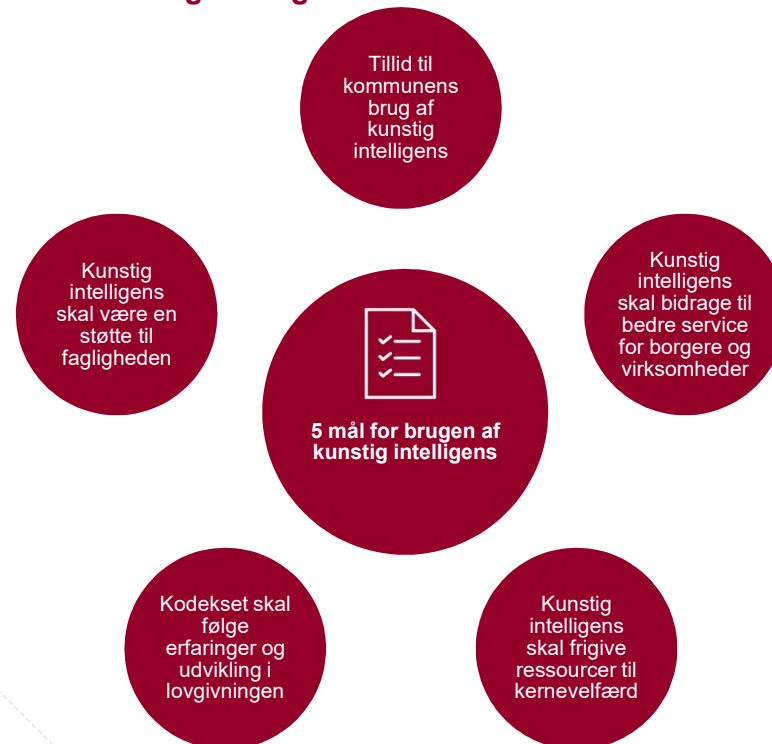 Tillid til
kommunens
brug af
kunstig
intelligens
Kunstig
intelligens
skal bidrage til
bedre service
for borgere og
virksomheder
Kunstig
intelligens
skal frigive
ressourcer til
kernevelfærd
Kodekset skal
følge
erfaringer og
udvikling i
lovgivningen
Kunstig
intelligens
skal være en
støtte til
fagligheden
5 mål for brugen af
kunstig intelligens